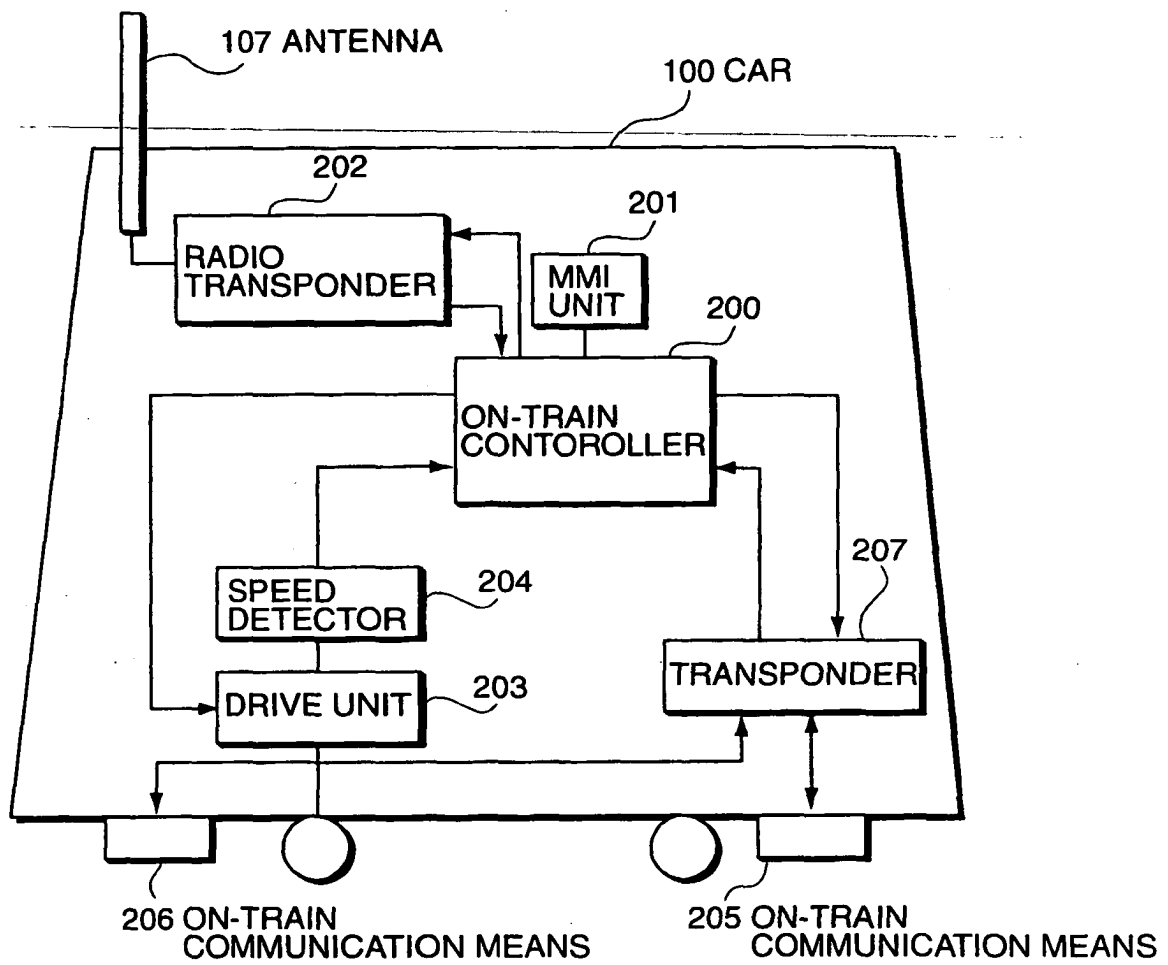 107 ANTENNA
100 CAR
202
RADIO
TRANSPONDER
201
MMI
UNIT
200
ON-TRAIN
CONTOROLLER
207
SPEED
DETECTOR
204
TRANSPONDER
DRIVE UNIT
203
206 ON-TRAIN
COMMUNICATION MEANS
205 ON-TRAIN
COMMUNICATION MEANS